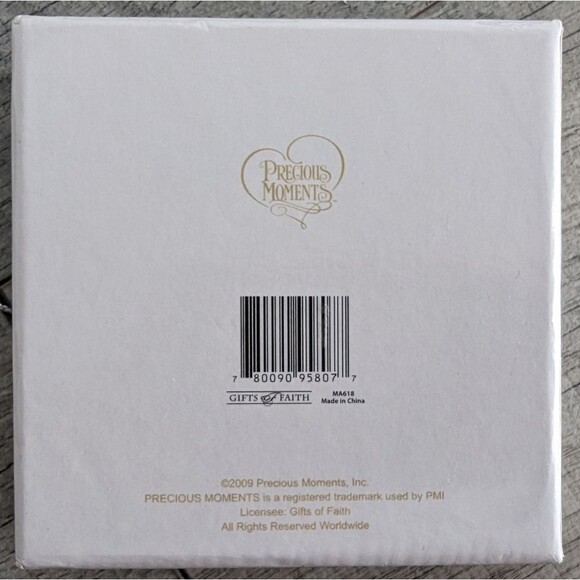 PRECIOUS
MOMENTS™
7 80090 95807 7
GIFTS of FAITH
MA618
Made in China
©2009 Precious Moments, Inc.
PRECIOUS MOMENTS is a registered trademark used by PMI
Licensee: Gifts of Faith
All Rights Reserved Worldwide